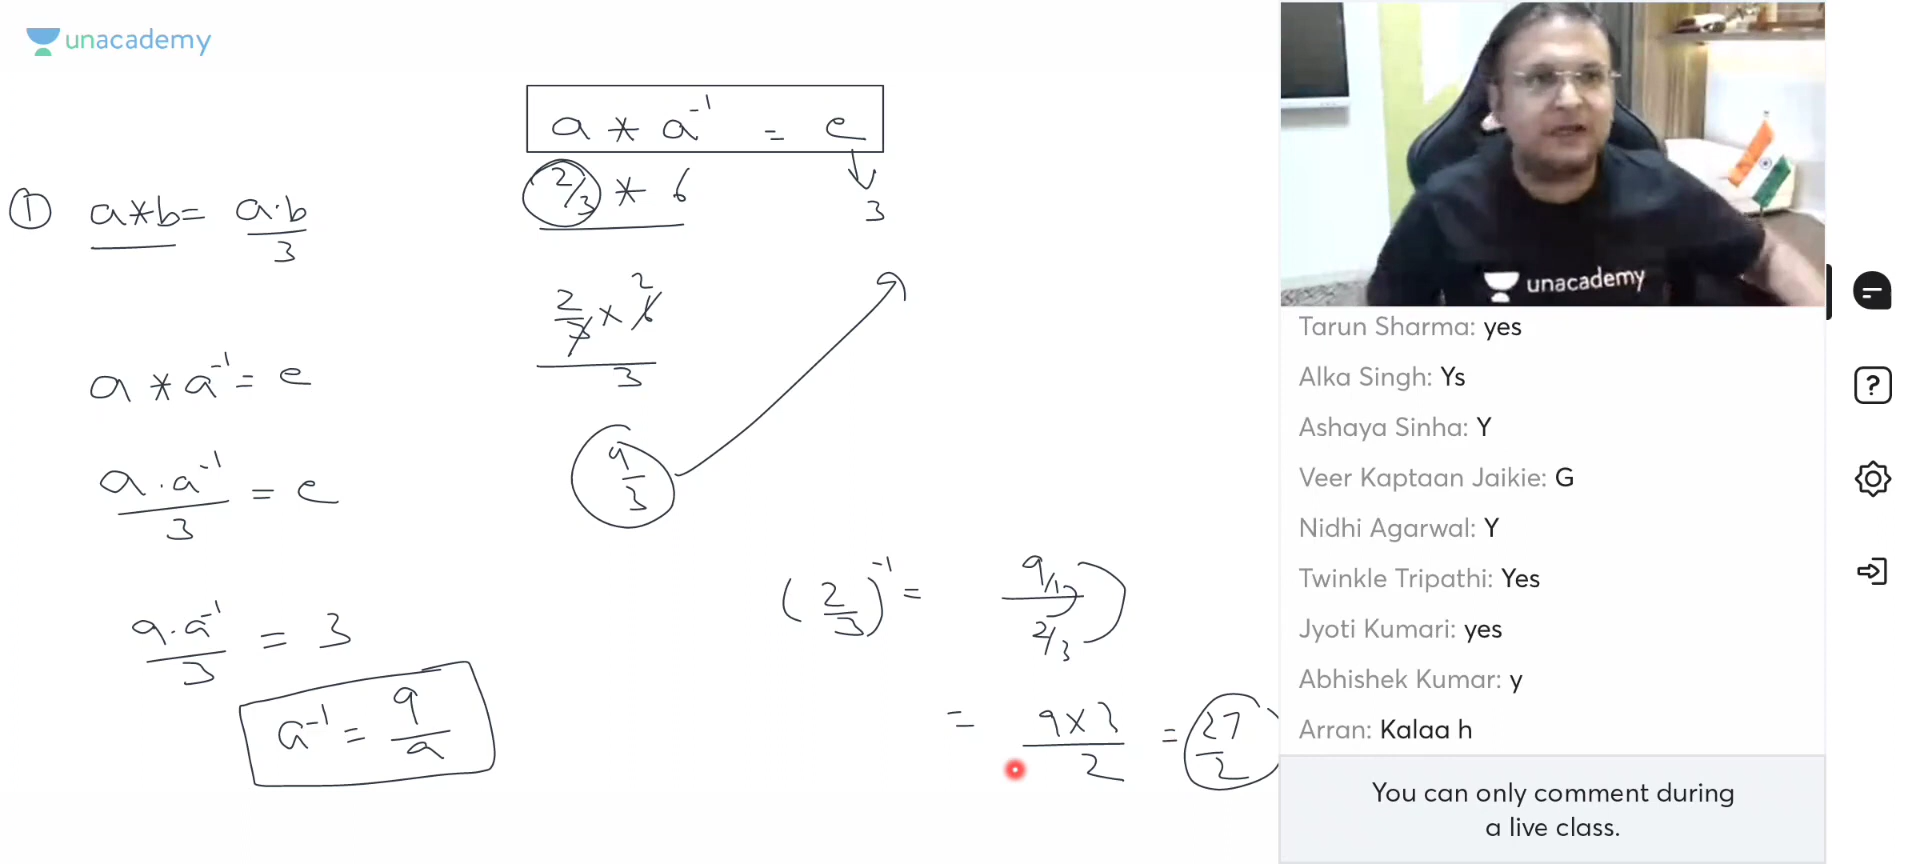 unacademy
a * a⁻¹ = e
2/3 * 6
3
① a*b = a·b/3
2/3 × 6 2
3
a * a⁻¹ = e
9/3
a·a⁻¹/3 = e
(2/3)⁻¹ = 9/
2/3
a·a⁻¹/3 = 3
a⁻¹ = 9/a
= 9×3/2 = 27/2
unacademy
Tarun Sharma: yes
Alka Singh: Ys
Ashaya Sinha: Y
Veer Kaptaan Jaikie: G
Nidhi Agarwal: Y
Twinkle Tripathi: Yes
Jyoti Kumari: yes
Abhishek Kumar: y
Arran: Kalaa h
You can only comment during
a live class.
?